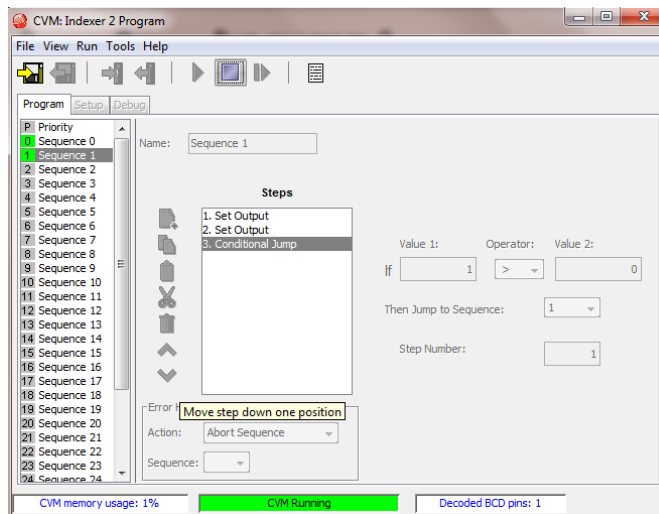 CVM: Indexer 2 Program
File View Run Tools Help
Program Setup Debug
P Priority
0 Sequence 0
1 Sequence 1
2 Sequence 2
3 Sequence 3
4 Sequence 4
5 Sequence 5
6 Sequence 6
7 Sequence 7
8 Sequence 8
9 Sequence 9
10 Sequence 10
11 Sequence 11
12 Sequence 12
13 Sequence 13
14 Sequence 14
15 Sequence 15
16 Sequence 16
17 Sequence 17
18 Sequence 18
19 Sequence 19
20 Sequence 20
21 Sequence 21
22 Sequence 22
23 Sequence 23
24 Sequence 24
Name: Sequence 1
Steps
1. Set Output
2. Set Output
3. Conditional Jump
Value 1: Operator: Value 2:
If 1 > 0
Then Jump to Sequence: 1
Step Number: 1
Move step down one position
Error H
Action: Abort Sequence
Sequence:
CVM memory usage: 1% CVM Running Decoded BCD pins: 1